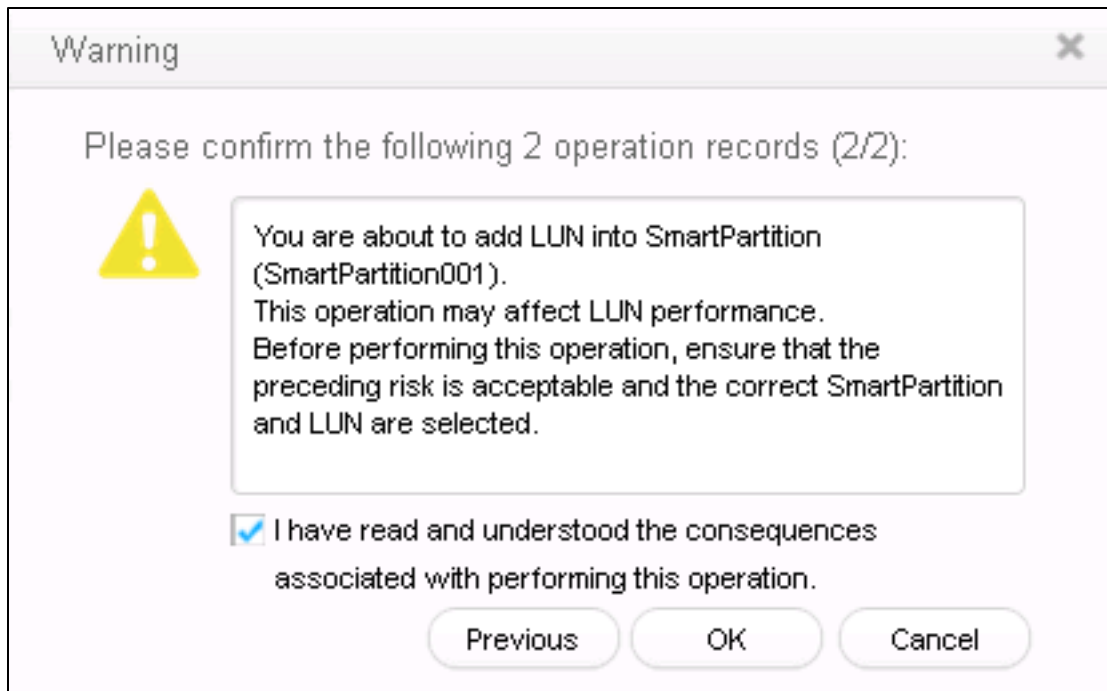 Warning
Please confirm the following 2 operation records (2/2):
You are about to add LUN into SmartPartition
(SmartPartition001).
This operation may affect LUN performance.
Before performing this operation, ensure that the
preceding risk is acceptable and the correct SmartPartition
and LUN are selected.
I have read and understood the consequences
associated with performing this operation.
Previous OK Cancel